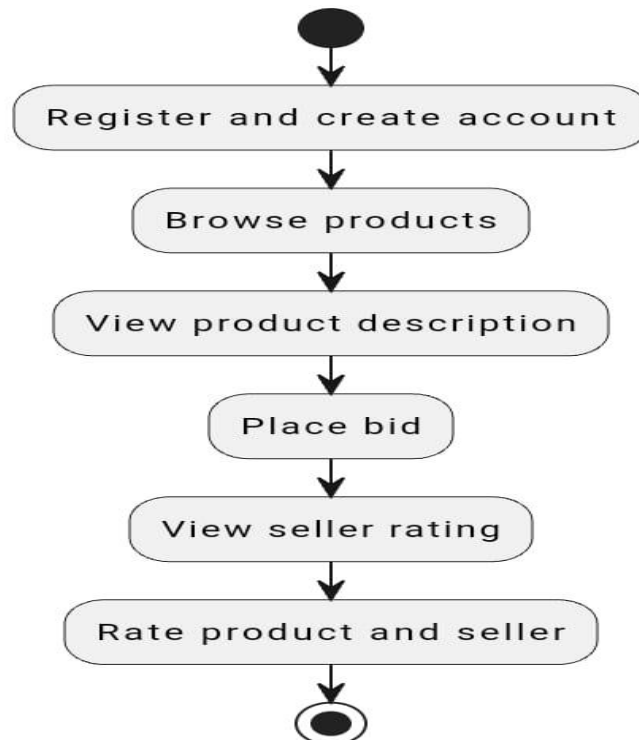 Register and create account
Browse products
View product description
Place bid
View seller rating
Rate product and seller